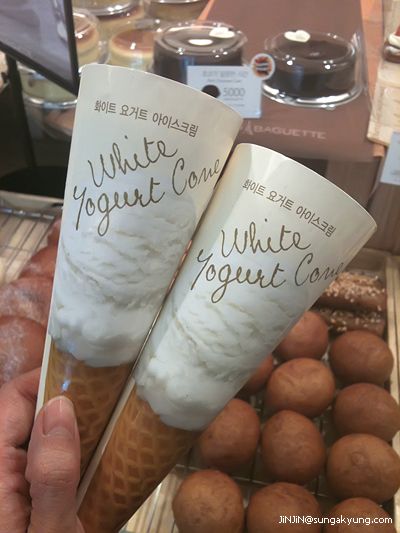 5000
BAGUETTE
화이트 요거트 아이스크림
White
Yogurt Cone
화이트 요거트 아이스크림
White
Yogurt Cone
JiNJiN@sungakyung.com